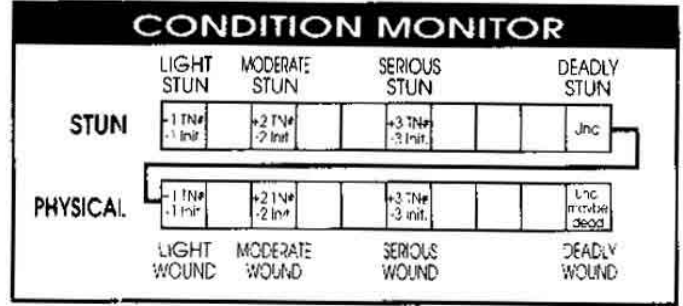 CONDITION MONITOR
LIGHT MODERATE SERIOUS DEADLY
STUN STUN STUN STUN
STUN
-1 TN# +2 TN# +3 TN# Unc
-1 Init. -2 Init. -3 Init.
PHYSICAL
-1 TN# +2 TN# +3 TN# Unc
-1 Init. -2 Init. -3 Init. maybe
dead
LIGHT MODERATE SERIOUS DEADLY
WOUND WOUND WOUND WOUND